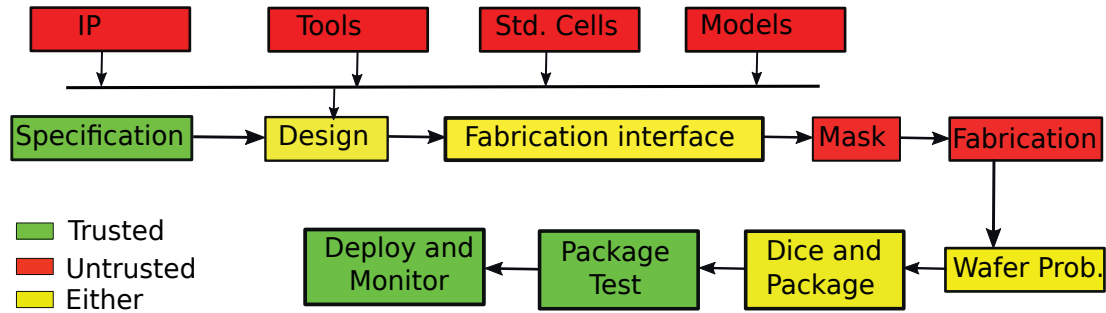 IP
Tools
Std. Cells
Models
Specification
Design
Fabrication interface
Mask
Fabrication
Trusted
Untrusted
Either
Deploy and
Monitor
Package
Test
Dice and
Package
Wafer Prob.